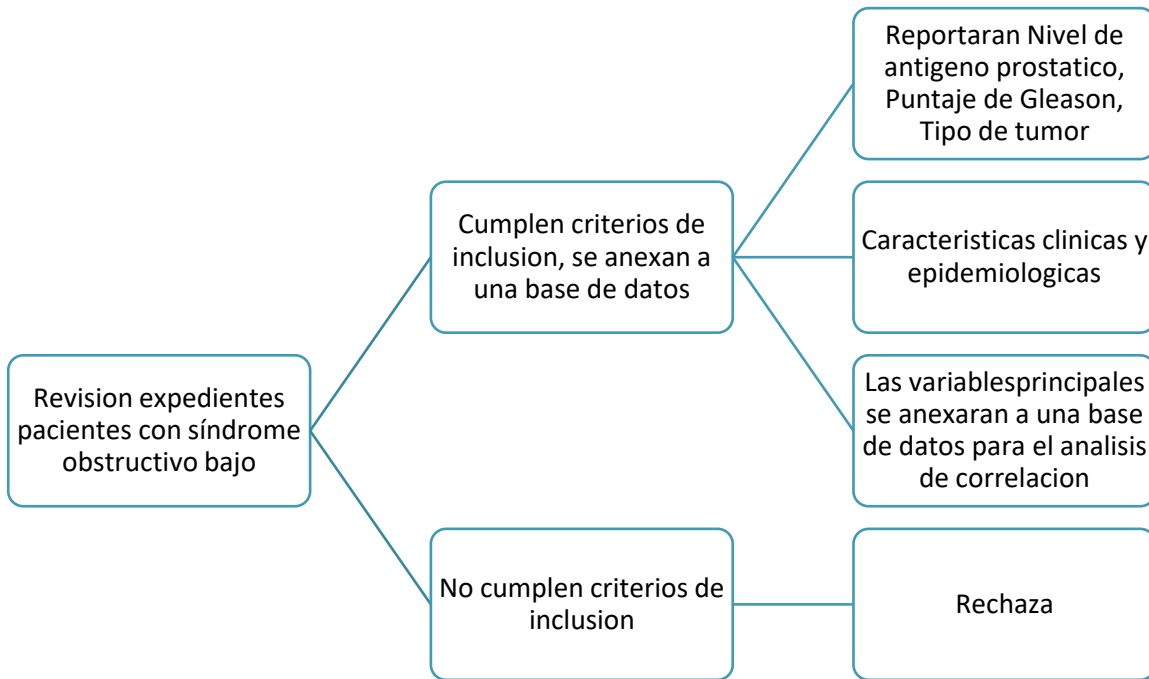 Revision expedientes
pacientes con síndrome
obstructivo bajo
Cumplen criterios de
inclusion, se anexan a
una base de datos
Reportaran Nivel de
antigeno prostatico,
Puntaje de Gleason,
Tipo de tumor
Caracteristicas clinicas y
epidemiologicas
Las variablesprincipales
se anexaran a una base
de datos para el analisis
de correlacion
No cumplen criterios de
inclusion
Rechaza